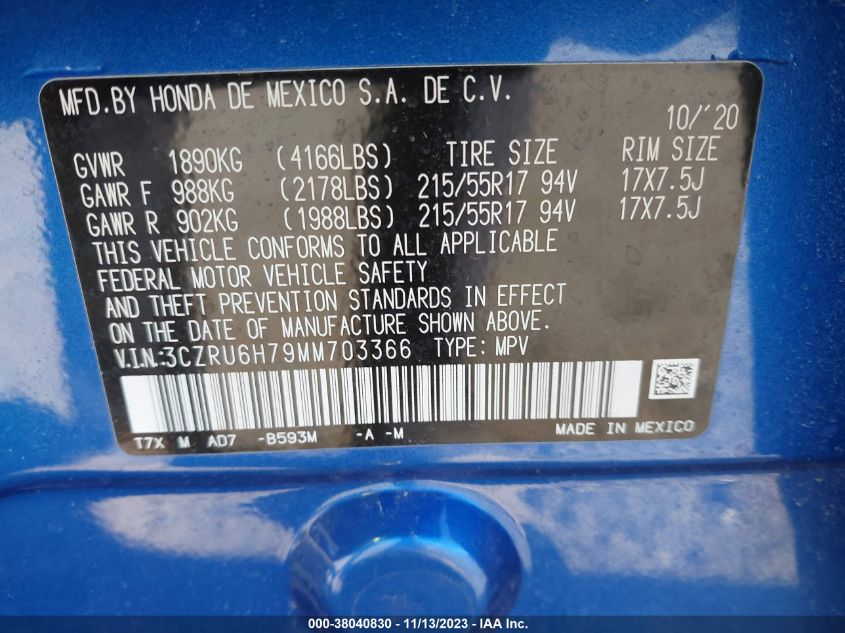 MFD.BY HONDA DE MEXICO S.A. DE C.V.
10/'20
GVWR 1890KG (4166LBS) TIRE SIZE RIM SIZE
GAWR F 988KG (2178LBS) 215/55R17 94V 17X7.5J
GAWR R 902KG (1988LBS) 215/55R17 94V 17X7.5J
THIS VEHICLE CONFORMS TO ALL APPLICABLE
FEDERAL MOTOR VEHICLE SAFETY
AND THEFT PREVENTION STANDARDS IN EFFECT
ON THE DATE OF MANUFACTURE SHOWN ABOVE.
V.I.N:3CZRU6H79MM703366 TYPE: MPV
T7X M AD7 -B593M -A -M MADE IN MEXICO
000-38040830 — 11/13/2023 — IAA Inc.